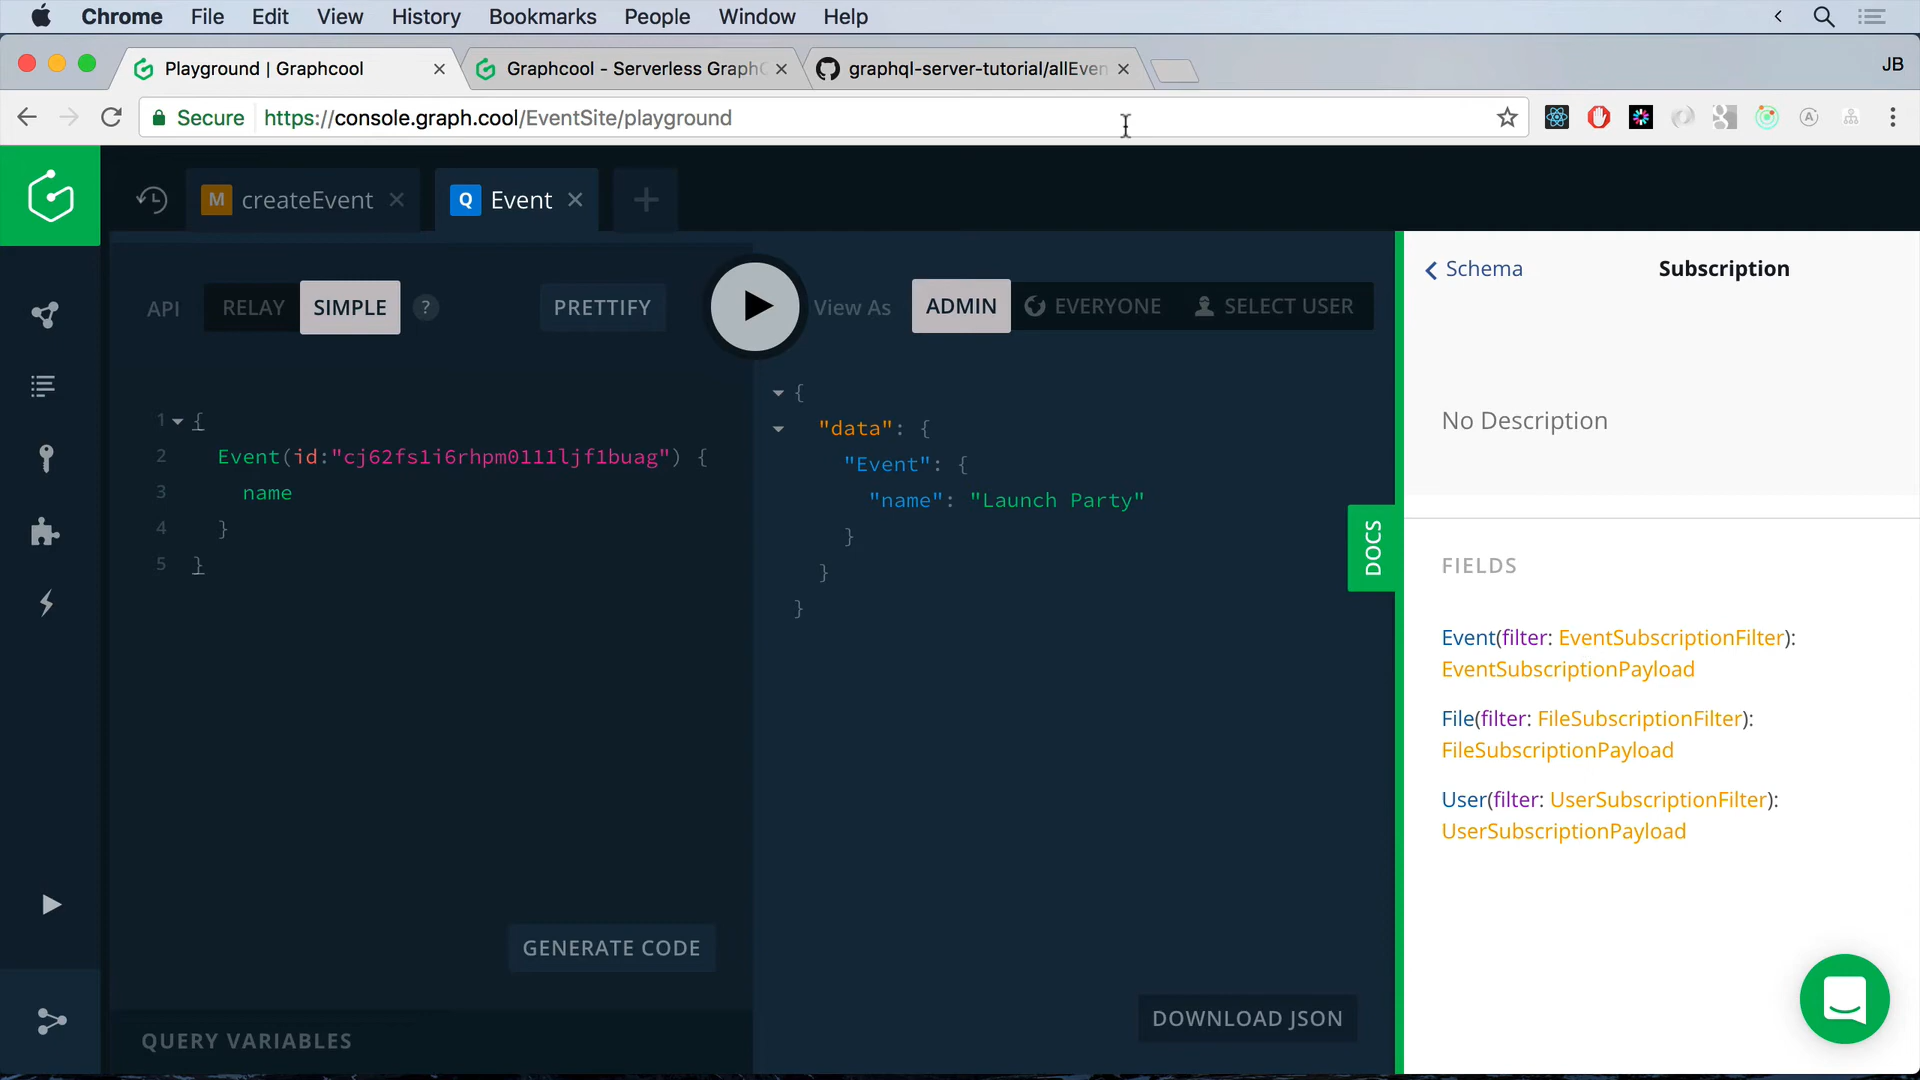 Chrome File Edit View History Bookmarks People Window Help
Playground | Graphcool
Graphcool - Serverless Graph
graphql-server-tutorial/allEven
JB
Secure https://console.graph.cool/EventSite/playground
M createEvent
Q Event
API RELAY SIMPLE ? PRETTIFY
View As ADMIN EVERYONE SELECT USER
1 {
2 Event(id:"cj62fs1i6rhpm0111ljf1buag") {
3 name
4 }
5 }
{
"data": {
"Event": {
"name": "Launch Party"
}
}
}
GENERATE CODE
QUERY VARIABLES
DOWNLOAD JSON
DOCS
Schema
Subscription
No Description
FIELDS
Event(filter: EventSubscriptionFilter):
EventSubscriptionPayload
File(filter: FileSubscriptionFilter):
FileSubscriptionPayload
User(filter: UserSubscriptionFilter):
UserSubscriptionPayload